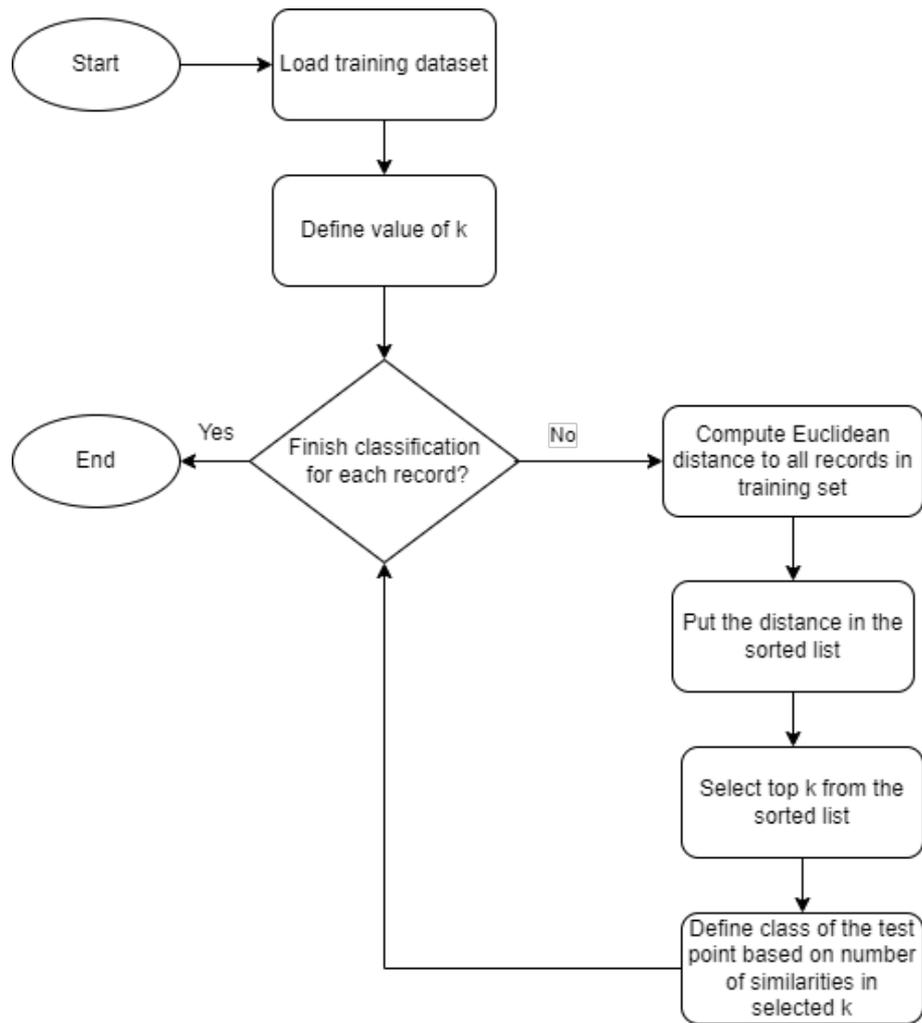 Start
Load training dataset
Define value of k
Finish classification
for each record?
Yes
End
No
Compute Euclidean
distance to all records in
training set
Put the distance in the
sorted list
Select top k from the
sorted list
Define class of the test
point based on number
of similarities in
selected k